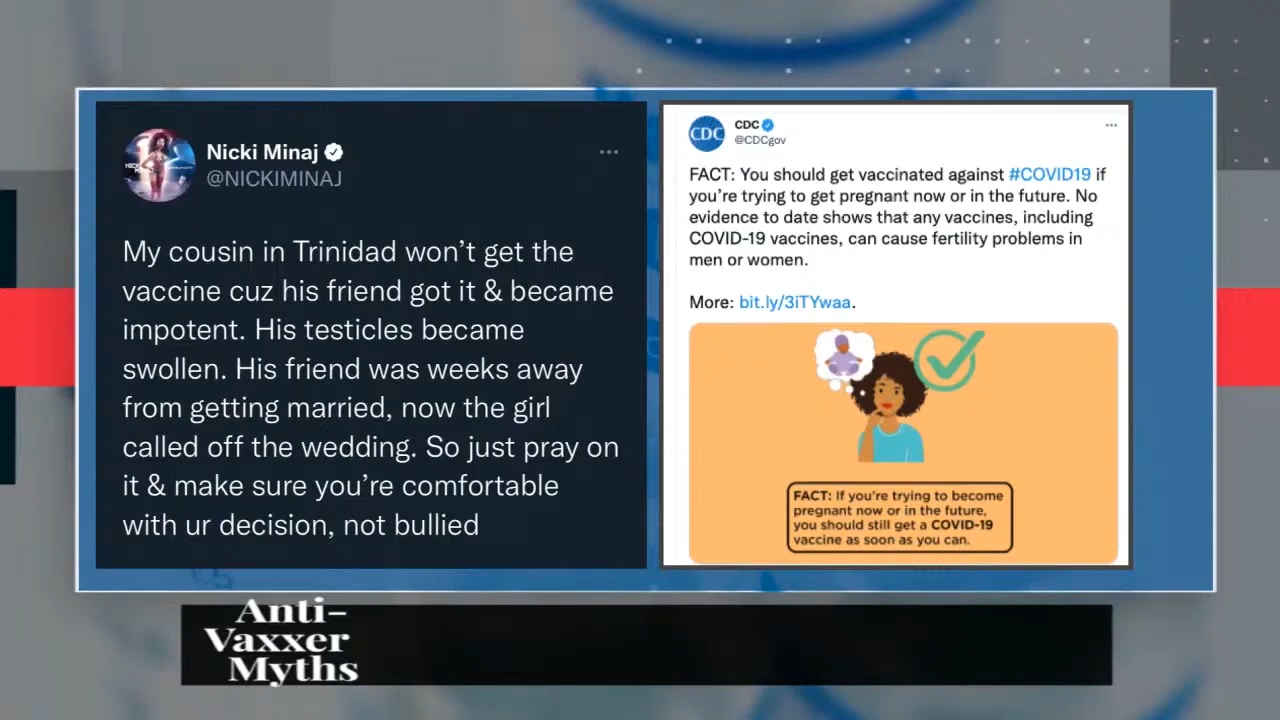 Nicki Minaj
@NICKIMINAJ
My cousin in Trinidad won’t get the
vaccine cuz his friend got it & became
impotent. His testicles became
swollen. His friend was weeks away
from getting married, now the girl
called off the wedding. So just pray on
it & make sure you’re comfortable
with ur decision, not bullied
CDC
CDC
@CDCgov
FACT: You should get vaccinated against #COVID19 if
you’re trying to get pregnant now or in the future. No
evidence to date shows that any vaccines, including
COVID-19 vaccines, can cause fertility problems in
men or women.
More: bit.ly/3iTYwaa.
FACT: If you're trying to become
pregnant now or in the future,
you should still get a COVID-19
vaccine as soon as you can.
Anti-
Vaxxer
Myths